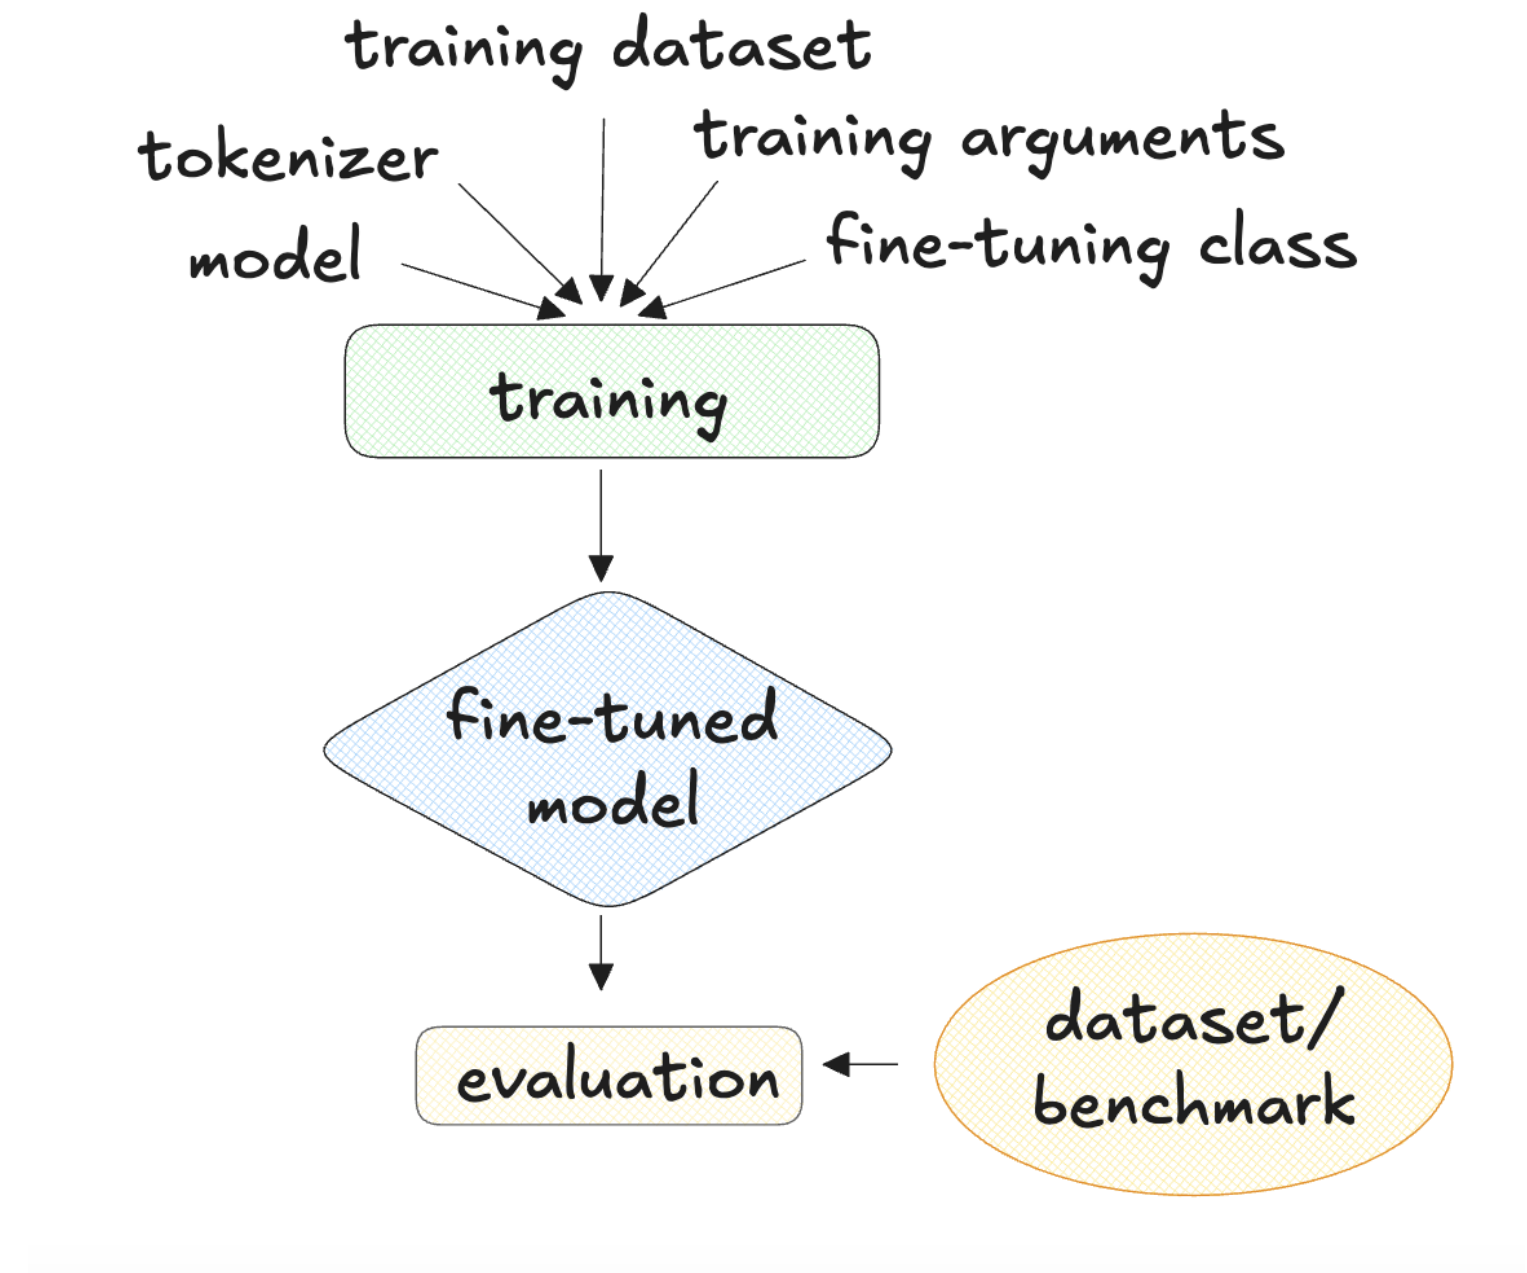 training dataset
training arguments
tokenizer
fine-tuning class
model
training
fine-tuned
model
dataset/
benchmark
evaluation